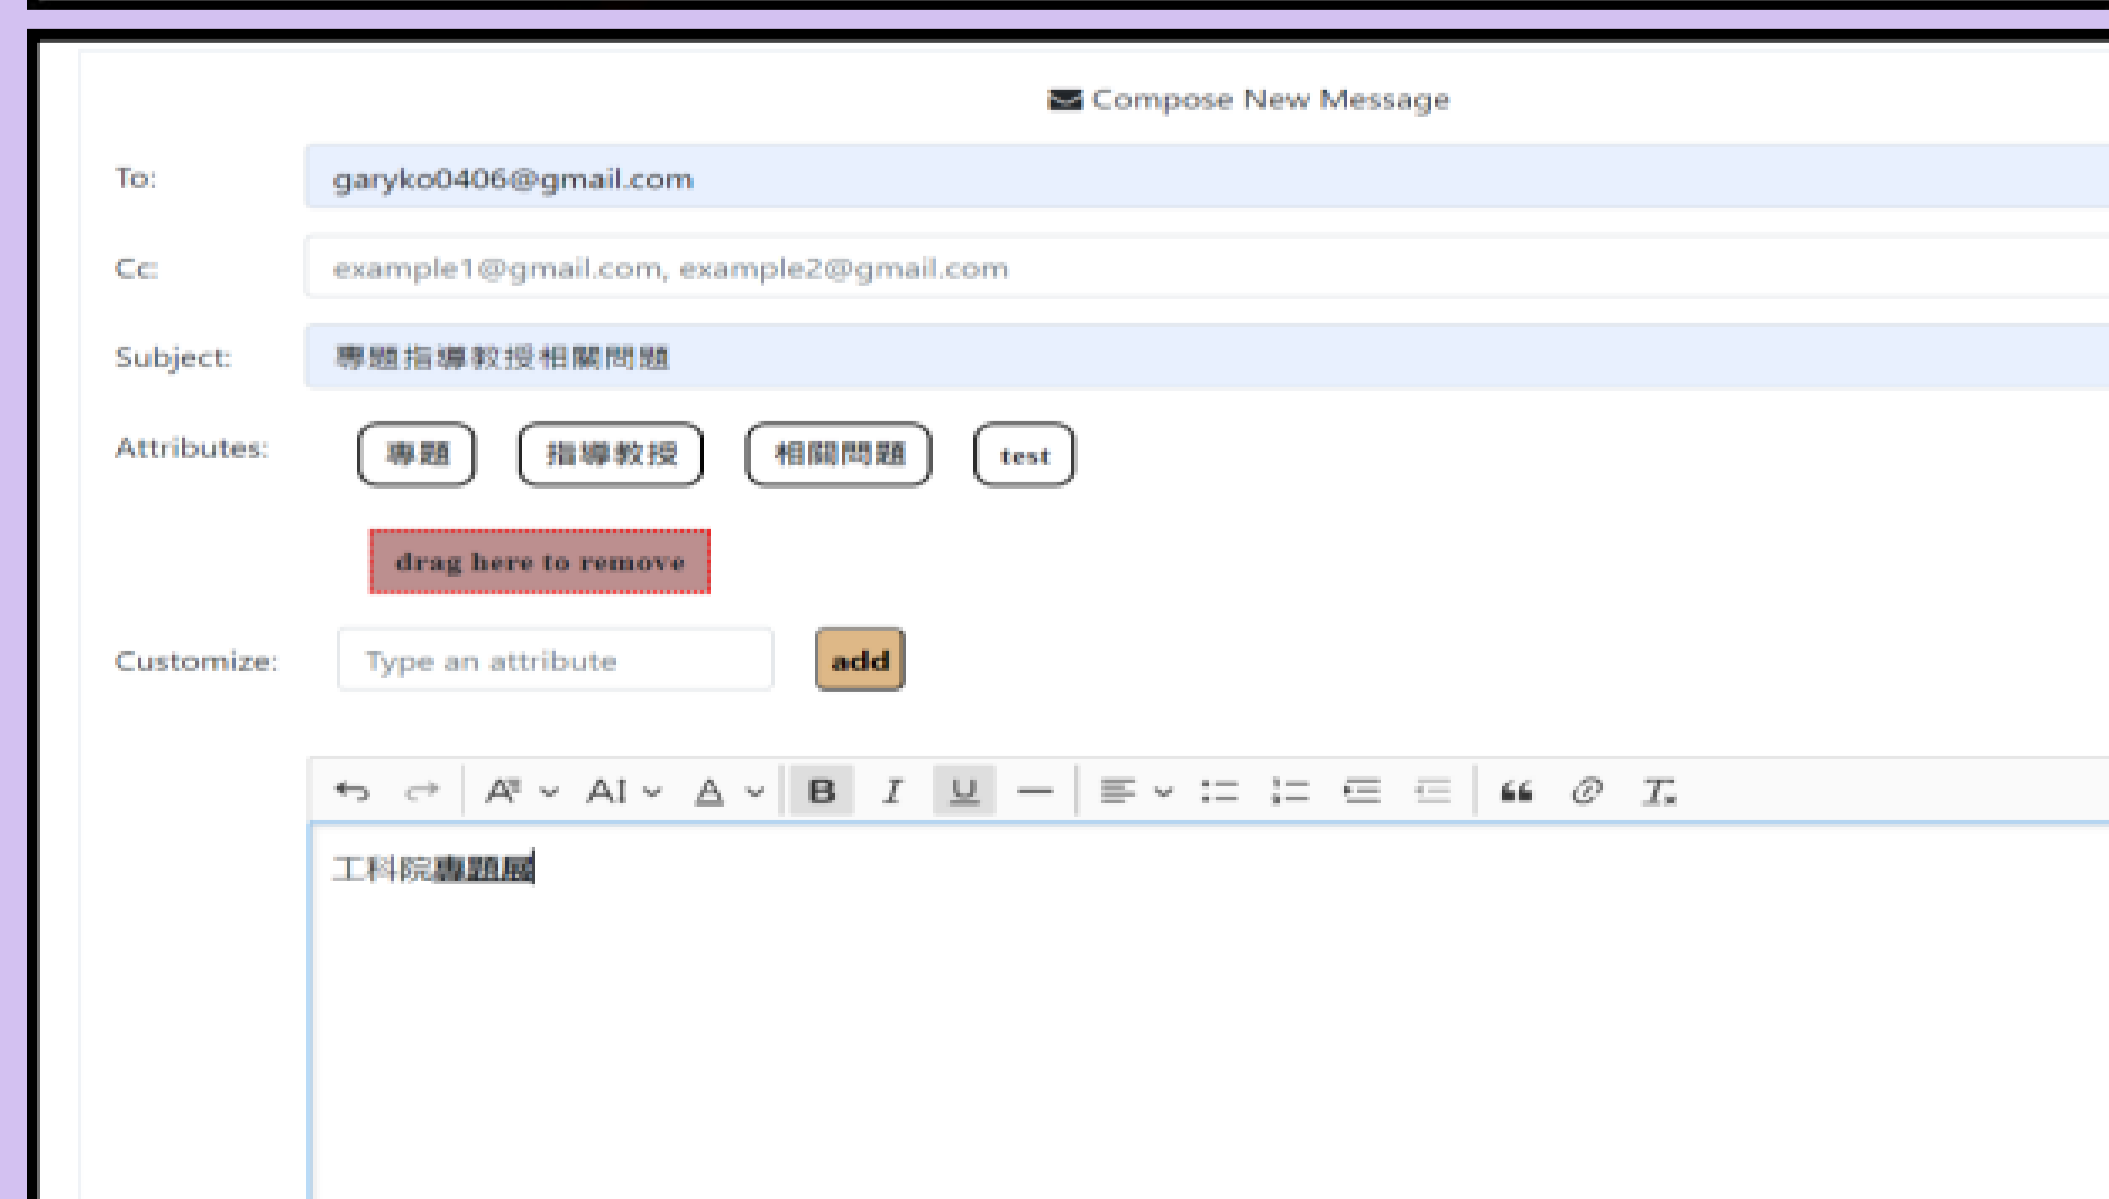 Compose New Message
To: garyko0406@gmail.com
Cc: example1@gmail.com, example2@gmail.com
Subject: 專題指導教授相關問題
Attributes: 專題 指導教授 相關問題 test
drag here to remove
Customize: Type an attribute add
工科院專題展